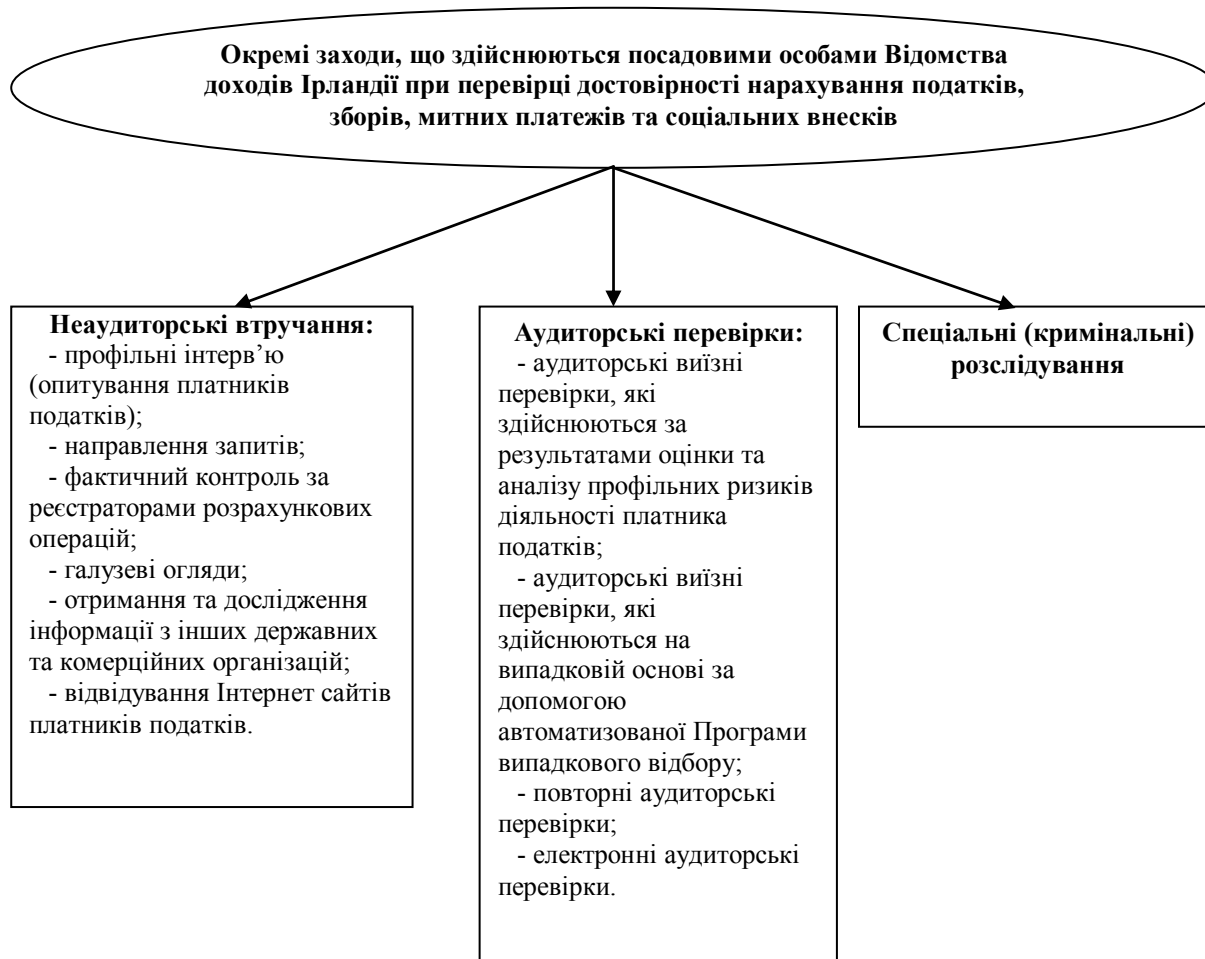 Окремі заходи, що здійснюються посадовими особами Відомства
доходів Ірландії при перевірці достовірності нарахування податків,
зборів, митних платежів та соціальних внесків
Неаудиторські втручання:
- профільні інтерв’ю
(опитування платників
податків);
- направлення запитів;
- фактичний контроль за
реєстраторами розрахункових
операцій;
- галузеві огляди;
- отримання та дослідження
інформації з інших державних
та комерційних організацій;
- відвідування Інтернет сайтів
платників податків.
Аудиторські перевірки:
- аудиторські виїзні
перевірки, які
здійснюються за
результатами оцінки та
аналізу профільних ризиків
діяльності платника
податків;
- аудиторські виїзні
перевірки, які
здійснюються на
випадковій основі за
допомогою
автоматизованої Програми
випадкового відбору;
- повторні аудиторські
перевірки;
- електронні аудиторські
перевірки.
Спеціальні (кримінальні)
розслідування